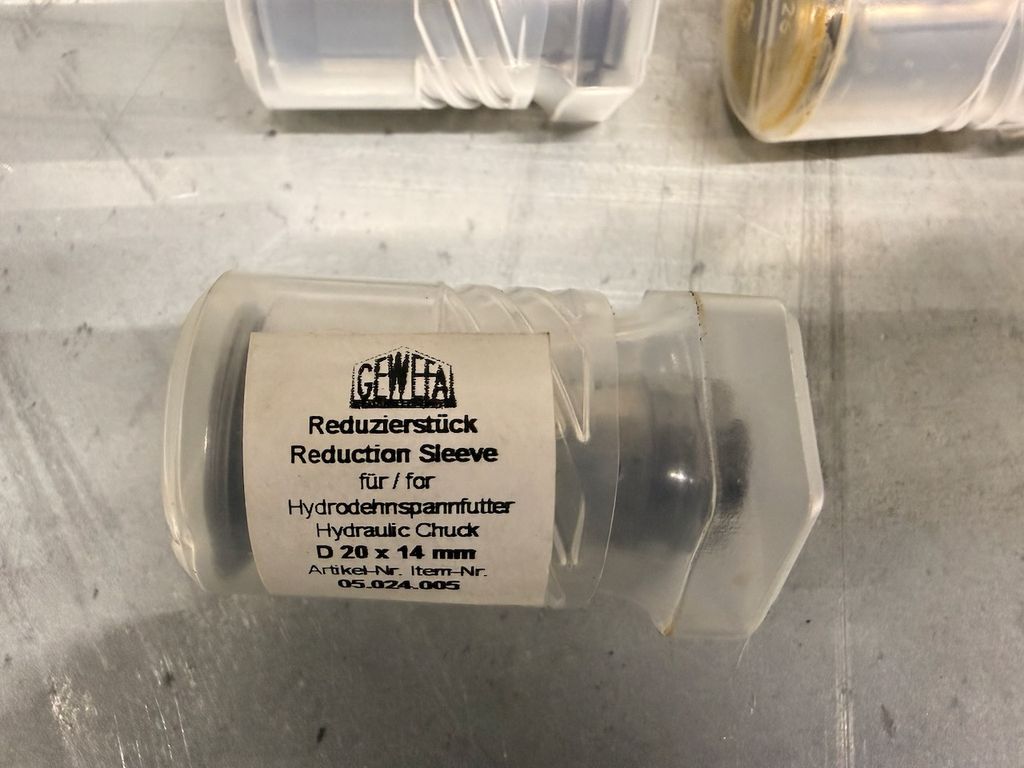 GEWEFA
Reduzierstück
Reduction Sleeve
für / for
Hydrodehnspannfutter
Hydraulic Chuck
D 20 x 14 mm
Artikel-Nr. Item-Nr.
05.024.005